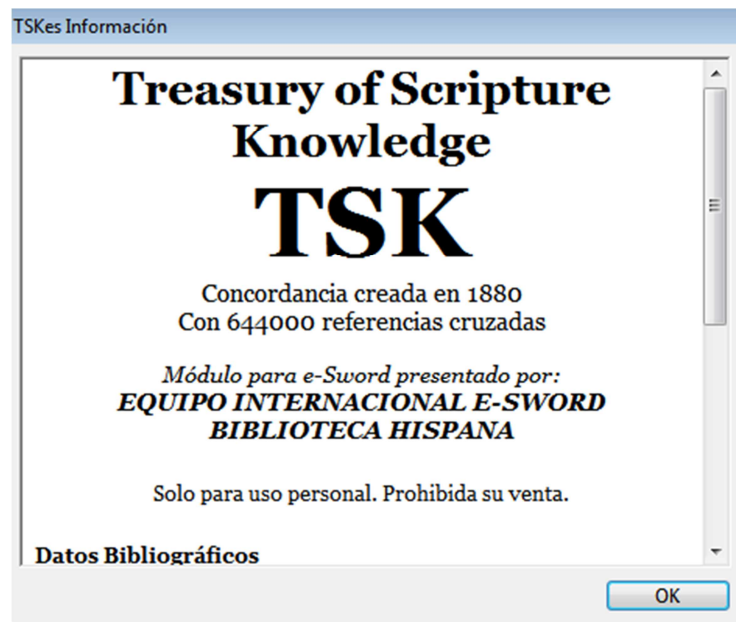 TSKes Información
Treasury of Scripture
Knowledge
TSK
Concordancia creada en 1880
Con 644000 referencias cruzadas
Módulo para e-Sword presentado por:
EQUIPO INTERNACIONAL E-SWORD
BIBLIOTECA HISPANA
Solo para uso personal. Prohibida su venta.
Datos Bibliográficos
OK